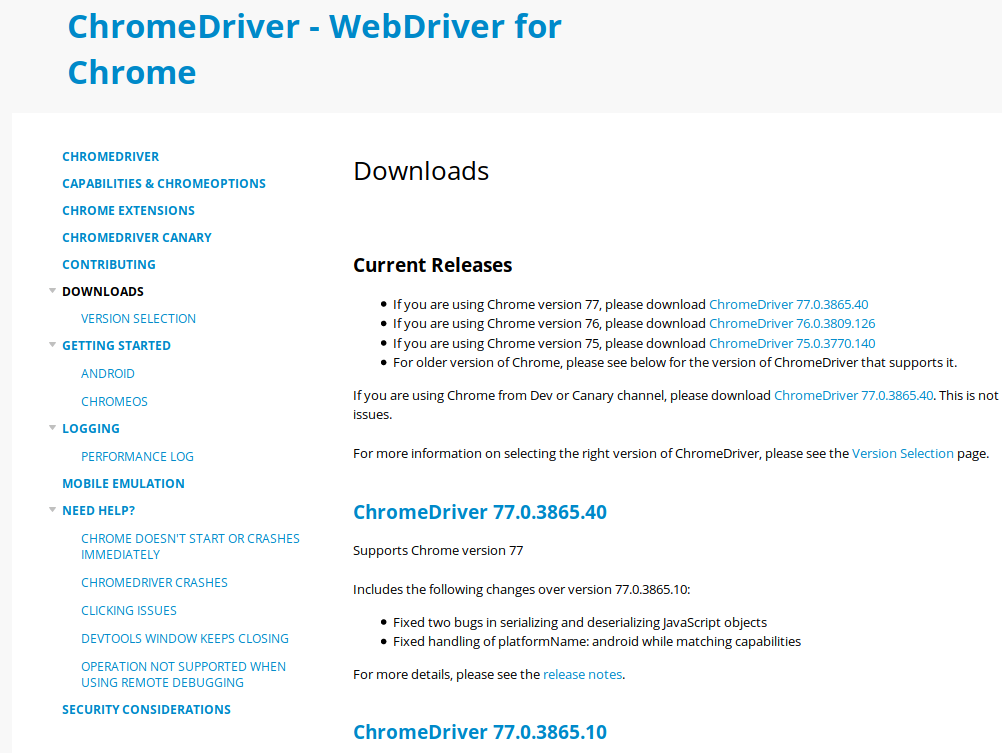 ChromeDriver - WebDriver for
Chrome
CHROMEDRIVER
CAPABILITIES & CHROMEOPTIONS
CHROME EXTENSIONS
CHROMEDRIVER CANARY
CONTRIBUTING
DOWNLOADS
VERSION SELECTION
GETTING STARTED
ANDROID
CHROMEOS
LOGGING
PERFORMANCE LOG
MOBILE EMULATION
NEED HELP?
CHROME DOESN'T START OR CRASHES
IMMEDIATELY
CHROMEDRIVER CRASHES
CLICKING ISSUES
DEVTOOLS WINDOW KEEPS CLOSING
OPERATION NOT SUPPORTED WHEN
USING REMOTE DEBUGGING
SECURITY CONSIDERATIONS
Downloads
Current Releases
If you are using Chrome version 77, please download ChromeDriver 77.0.3865.40
If you are using Chrome version 76, please download ChromeDriver 76.0.3809.126
If you are using Chrome version 75, please download ChromeDriver 75.0.3770.140
For older version of Chrome, please see below for the version of ChromeDriver that supports it.
If you are using Chrome from Dev or Canary channel, please download ChromeDriver 77.0.3865.40. This is not
issues.
For more information on selecting the right version of ChromeDriver, please see the Version Selection page.
ChromeDriver 77.0.3865.40
Supports Chrome version 77
Includes the following changes over version 77.0.3865.10:
Fixed two bugs in serializing and deserializing JavaScript objects
Fixed handling of platformName: android while matching capabilities
For more details, please see the release notes.
ChromeDriver 77.0.3865.10